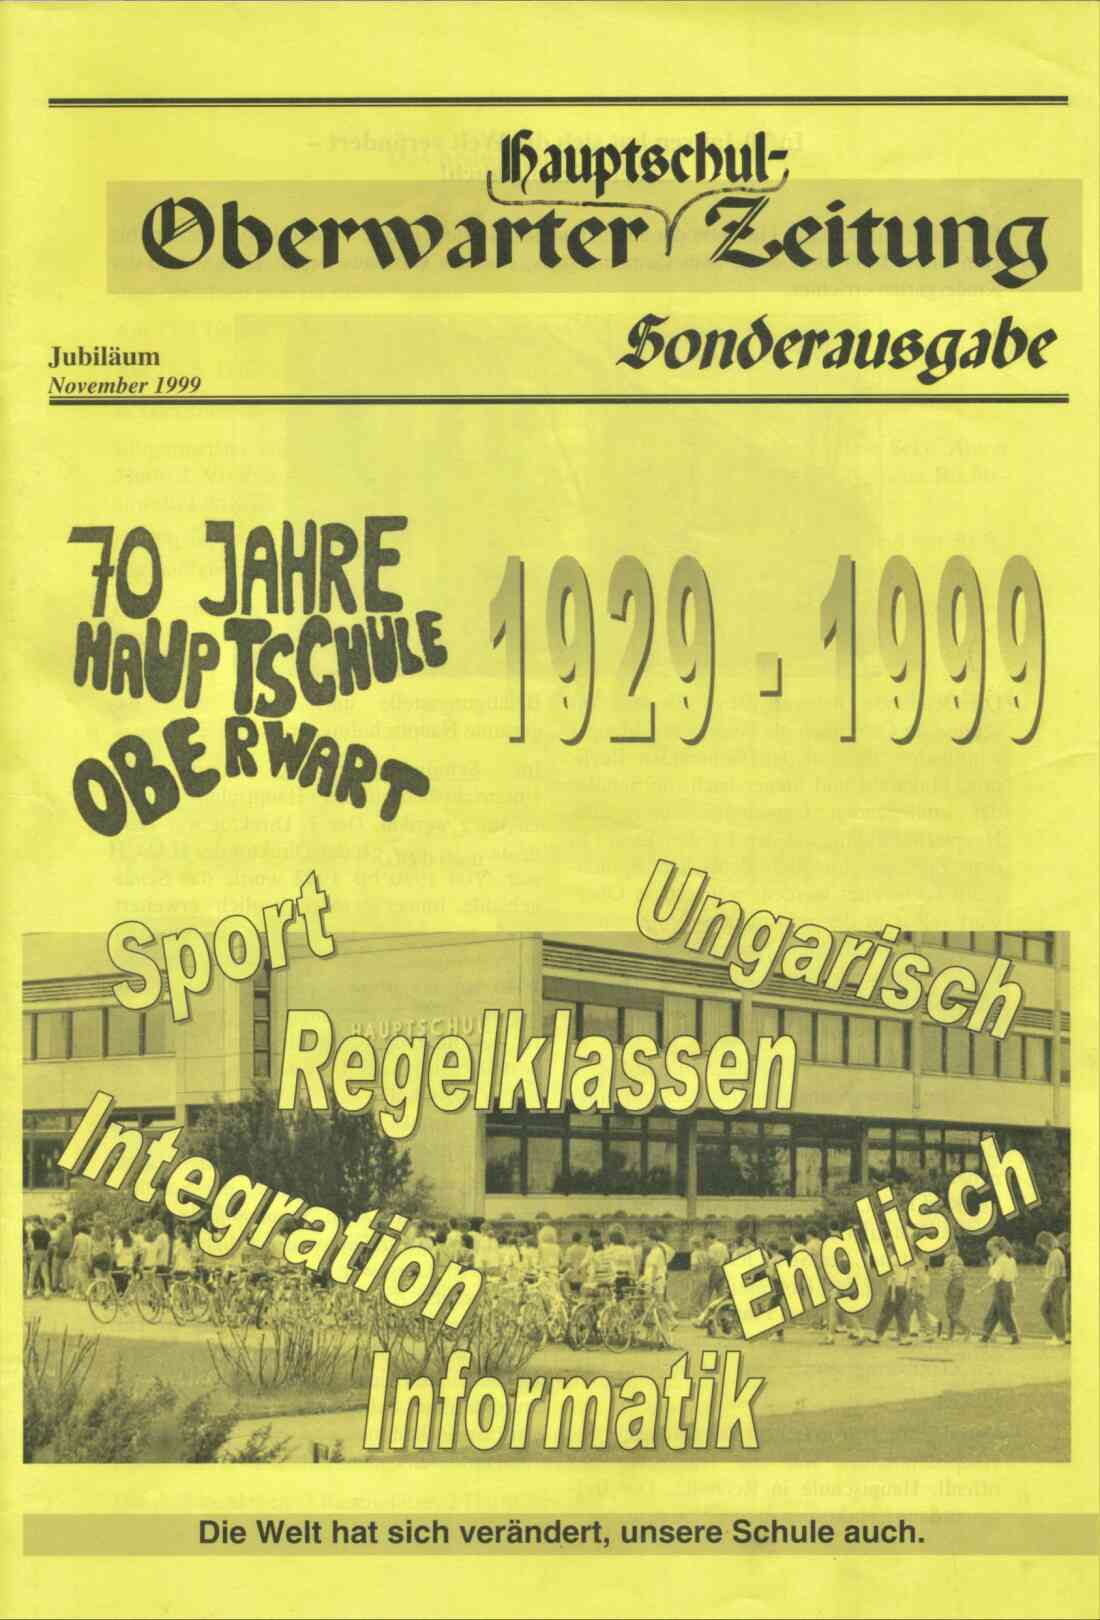 Hauptschul-
Oberwarter Zeitung
Sonderausgabe
Jubiläum
November 1999
70 JAHRE
HAUPTSCHULE
OBERWART
1929 - 1999
Sport
Ungarisch
HAUPTSCHU
Regelklassen
Integration
Englisch
Informatik
Die Welt hat sich verändert, unsere Schule auch.